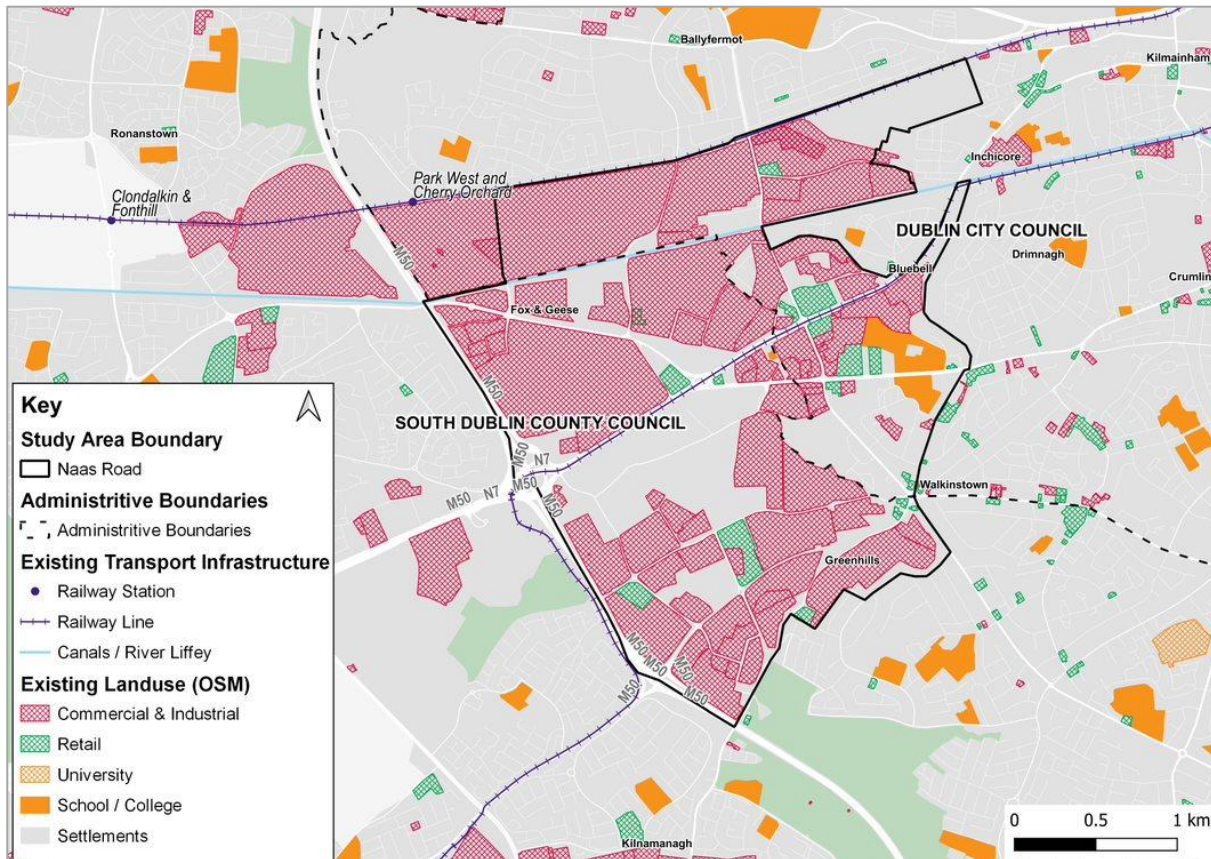 Ballyfermot
Kilmainham
Ronanstown
Inchicore
Park West and
Cherry Orchard
Clondalkin &
Fonthill
DUBLIN CITY COUNCIL
Drimnagh
M50
Bluebell
Crumlin
Fox & Geese
M50
SOUTH DUBLIN COUNTY COUNCIL
M50
N7
M50
N7
M50
M50
Walkinstown
Greenhills
M50
M50
M50
M50
M50
Kilnamanagh
Key
Study Area Boundary
Naas Road
Administritive Boundaries
Administritive Boundaries
Existing Transport Infrastructure
Railway Station
Railway Line
Canals / River Liffey
Existing Landuse (OSM)
Commercial & Industrial
Retail
University
School / College
Settlements
0 0.5 1 km